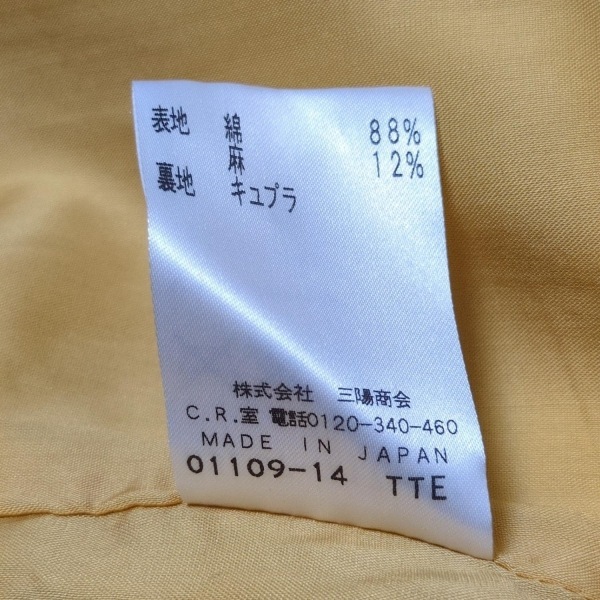 表地 綿 88%
麻 12%
裏地 キュプラ
株式会社 三陽商会
C.R.室 電話0120-340-460
MADE IN JAPAN
01109-14 TTE